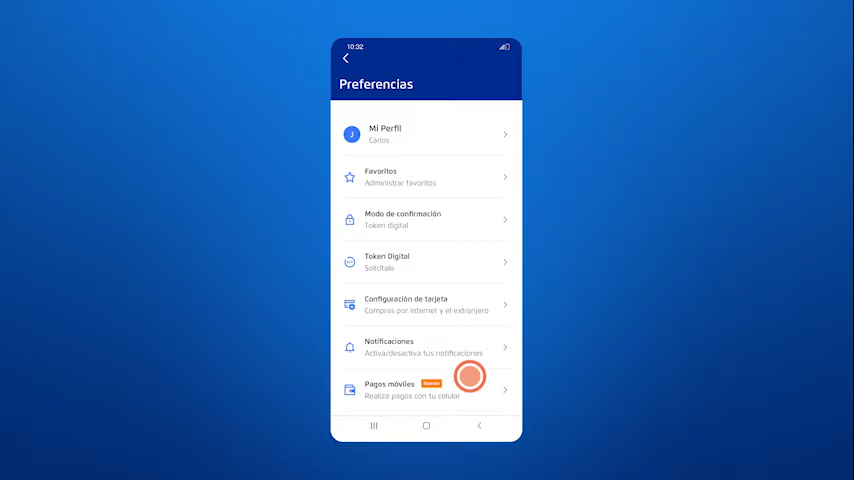 10:32
Preferencias
J
Mi Perfil
Carlos
Favoritos
Administrar favoritos
Modo de confirmación
Token digital
Token Digital
Solicítalo
Configuración de tarjeta
Compras por internet y el extranjero
Notificaciones
Activa/desactiva tus notificaciones
Pagos móviles Nuevo
Realiza pagos con tu celular